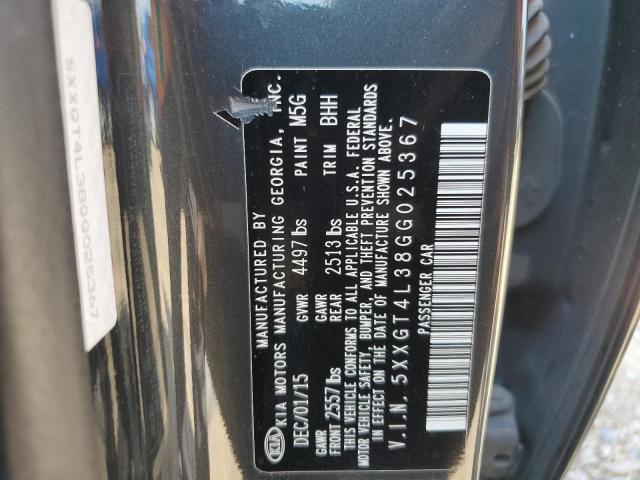 KIA
MANUFACTURED BY
KIA MOTORS MANUFACTURING GEORGIA, INC.
DEC/01/15 GVWR 4497 lbs PAINT M5G
GAWR FRONT 2557 lbs GAWR REAR 2513 lbs TRIM BHH
THIS VEHICLE CONFORMS TO ALL APPLICABLE U.S.A. FEDERAL
MOTOR VEHICLE SAFETY, BUMPER, AND THEFT PREVENTION STANDARDS
IN EFFECT ON THE DATE OF MANUFACTURE SHOWN ABOVE.
V.I.N. 5XXGT4L38GG025367
PASSENGER CAR
5XXGT4L38GG025367